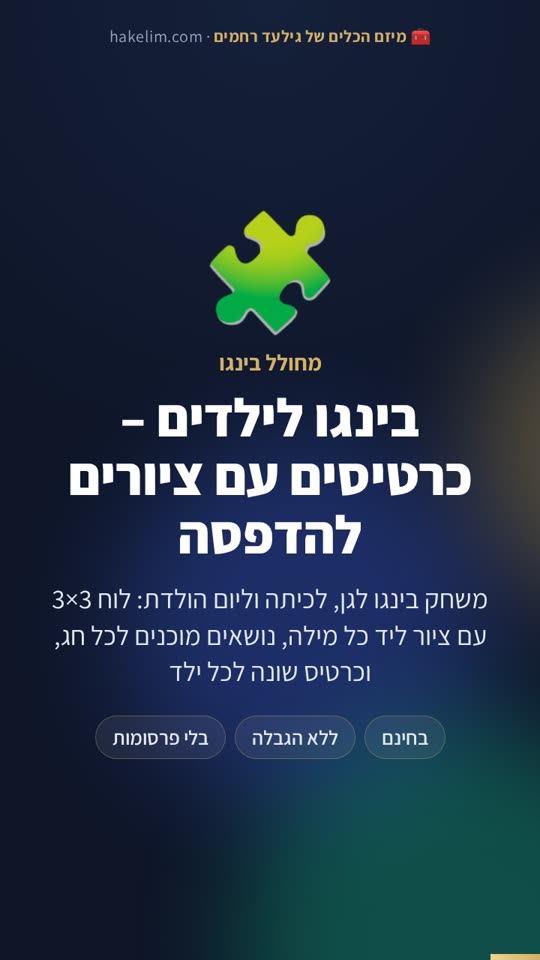 🧰 מיזם הכלים של גילעד רחמים · hakelim.com
מחולל בינגו
בינגו לילדים –
כרטיסים עם ציורים
להדפסה
משחק בינגו לגן, לכיתה וליום הולדת: לוח 3×3
עם ציור ליד כל מילה, נושאים מוכנים לכל חג,
וכרטיס שונה לכל ילד
בחינם
ללא הגבלה
בלי פרסומות